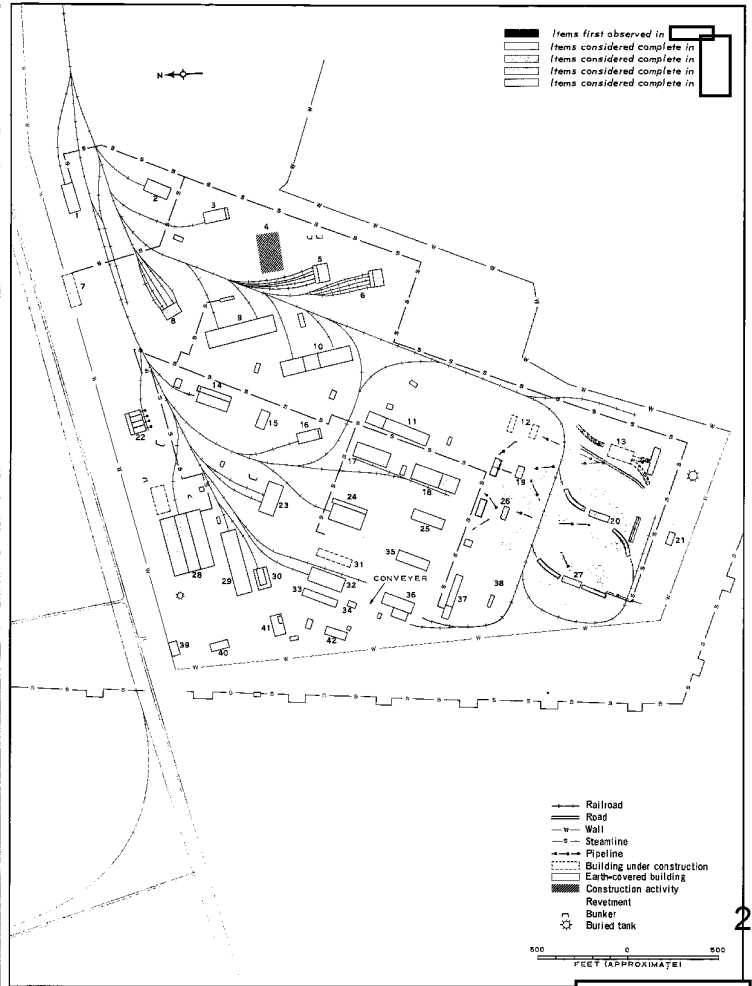 Items first observed in
Items considered complete in
Items considered complete in
Items considered complete in
Items considered complete in
N
W
S
1
2
3
4
5
6
7
8
9
10
11
12
13
14
15
16
17
18
19
20
21
22
23
24
25
26
27
28
29
30
31
32
33
34
35
CONVEYER
36
37
38
39
40
41
42
Railroad
Road
W Wall
S Steamline
Pipeline
Building under construction
Earth-covered building
Construction activity
Revetment
Bunker
Buried tank
2
500 0 500
FEET (APPROXIMATE)